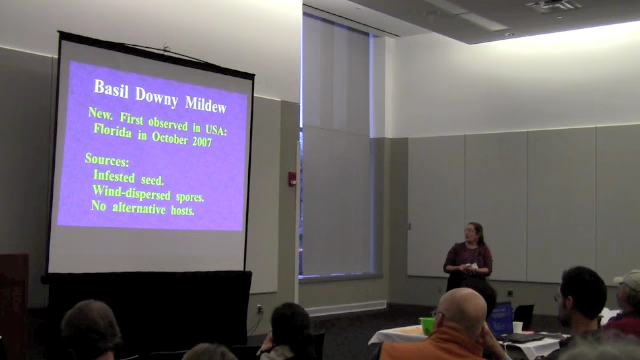 Basil Downy Mildew
New. First observed in USA:
Florida in October 2007
Sources:
Infested seed.
Wind-dispersed spores.
No alternative hosts.